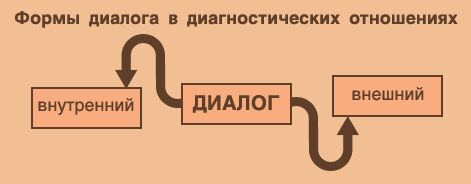 Формы диалога в диагностических отношениях
внутренний
ДИАЛОГ
внешний